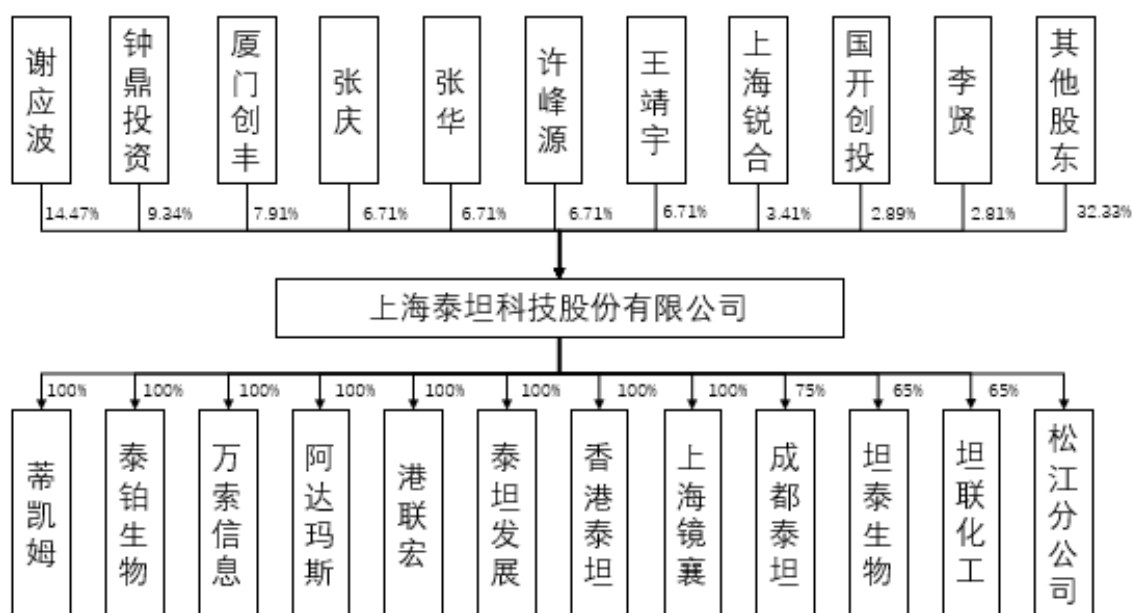 谢应波
钟鼎投资
厦门创丰
张庆
张华
许峰源
王靖宇
上海锐合
国开创投
李贤
其他股东
14.47%
9.34%
7.91%
6.71%
6.71%
6.71%
6.71%
3.41%
2.89%
2.81%
32.33%
上海泰坦科技股份有限公司
100%
100%
100%
100%
100%
100%
100%
100%
75%
65%
65%
蒂凯姆
泰铂生物
万索信息
阿达玛斯
港联宏
泰坦发展
香港泰坦
上海镜襄
成都泰坦
坦泰生物
坦联化工
松江分公司